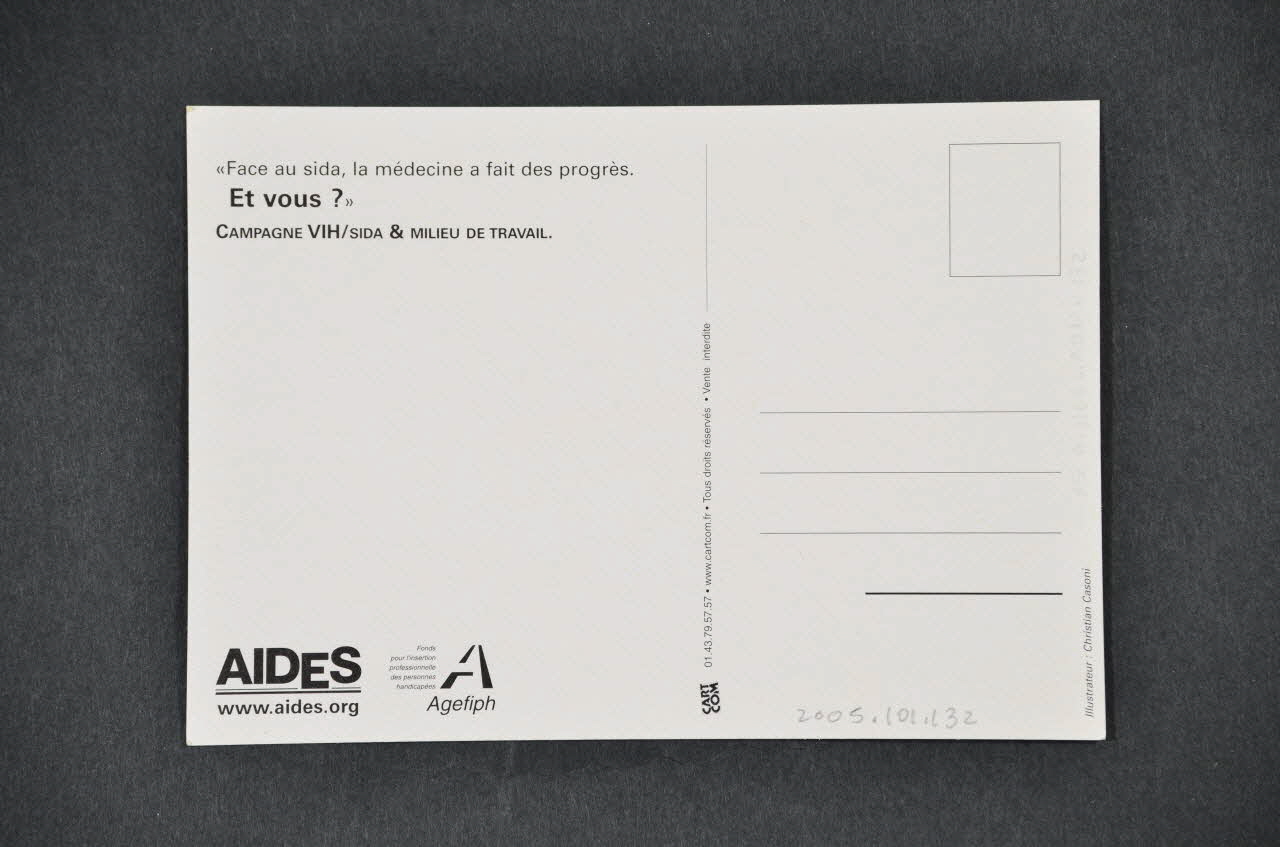 «Face au sida, la médecine a fait des progrès.
Et vous ?»
CAMPAGNE VIH/SIDA & MILIEU DE TRAVAIL.
AIDES
www.aides.org
Fonds
pour l'insertion
professionnelle
des personnes
handicapées
Agefiph
CART
COM
01.43.79.57.57 • www.cartcom.fr • Tous droits réservés • Vente interdite
2005.101.132
Illustrateur : Christian Casoni